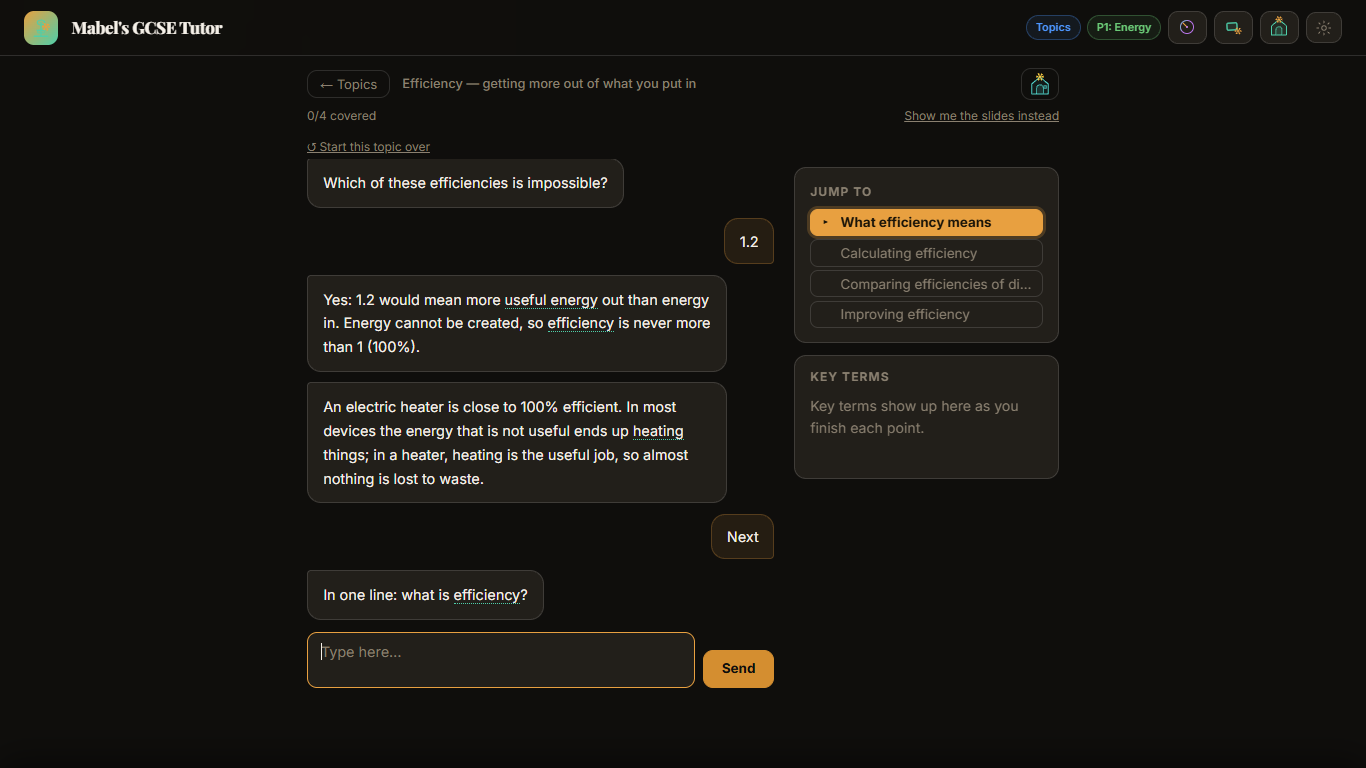 Mabel's GCSE Tutor
Topics
P1: Energy
← Topics
Efficiency — getting more out of what you put in
0/4 covered
Show me the slides instead
↺ Start this topic over
Which of these efficiencies is impossible?
1.2
Yes: 1.2 would mean more useful energy out than energy
in. Energy cannot be created, so efficiency is never more
than 1 (100%).
An electric heater is close to 100% efficient. In most
devices the energy that is not useful ends up heating
things; in a heater, heating is the useful job, so almost
nothing is lost to waste.
Next
In one line: what is efficiency?
Type here...
Send
JUMP TO
What efficiency means
Calculating efficiency
Comparing efficiencies of di...
Improving efficiency
KEY TERMS
Key terms show up here as you
finish each point.